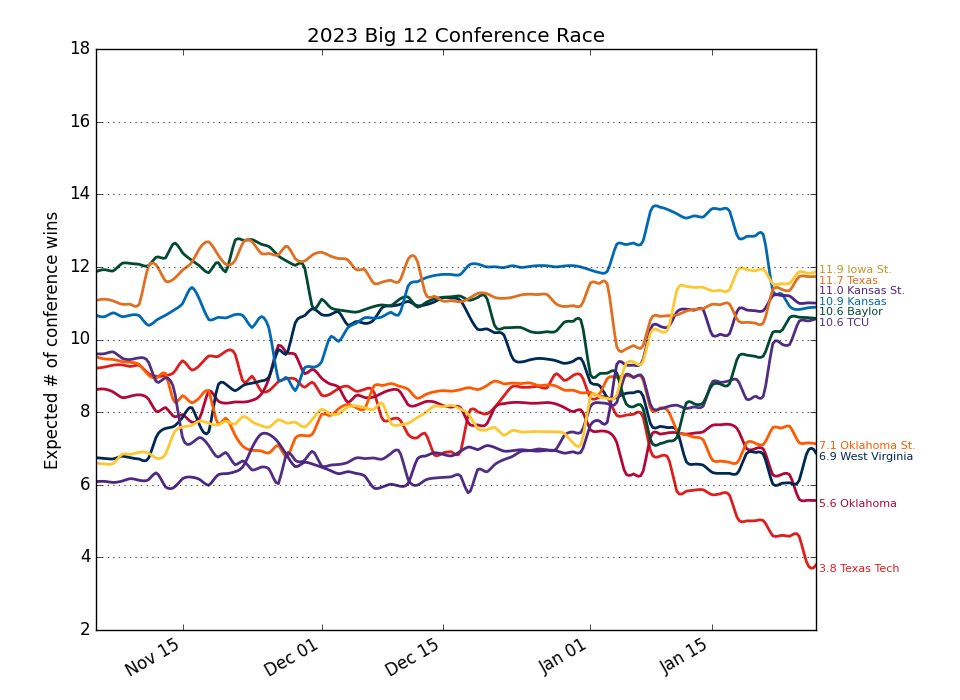 2023 Big 12 Conference Race
Expected # of conference wins
18
16
14
12
10
8
6
4
2
11.9 Iowa St.
11.7 Texas
11.0 Kansas St.
10.9 Kansas
10.6 Baylor
10.6 TCU
7.1 Oklahoma St.
6.9 West Virginia
5.6 Oklahoma
3.8 Texas Tech
Nov 15
Dec 01
Dec 15
Jan 01
Jan 15